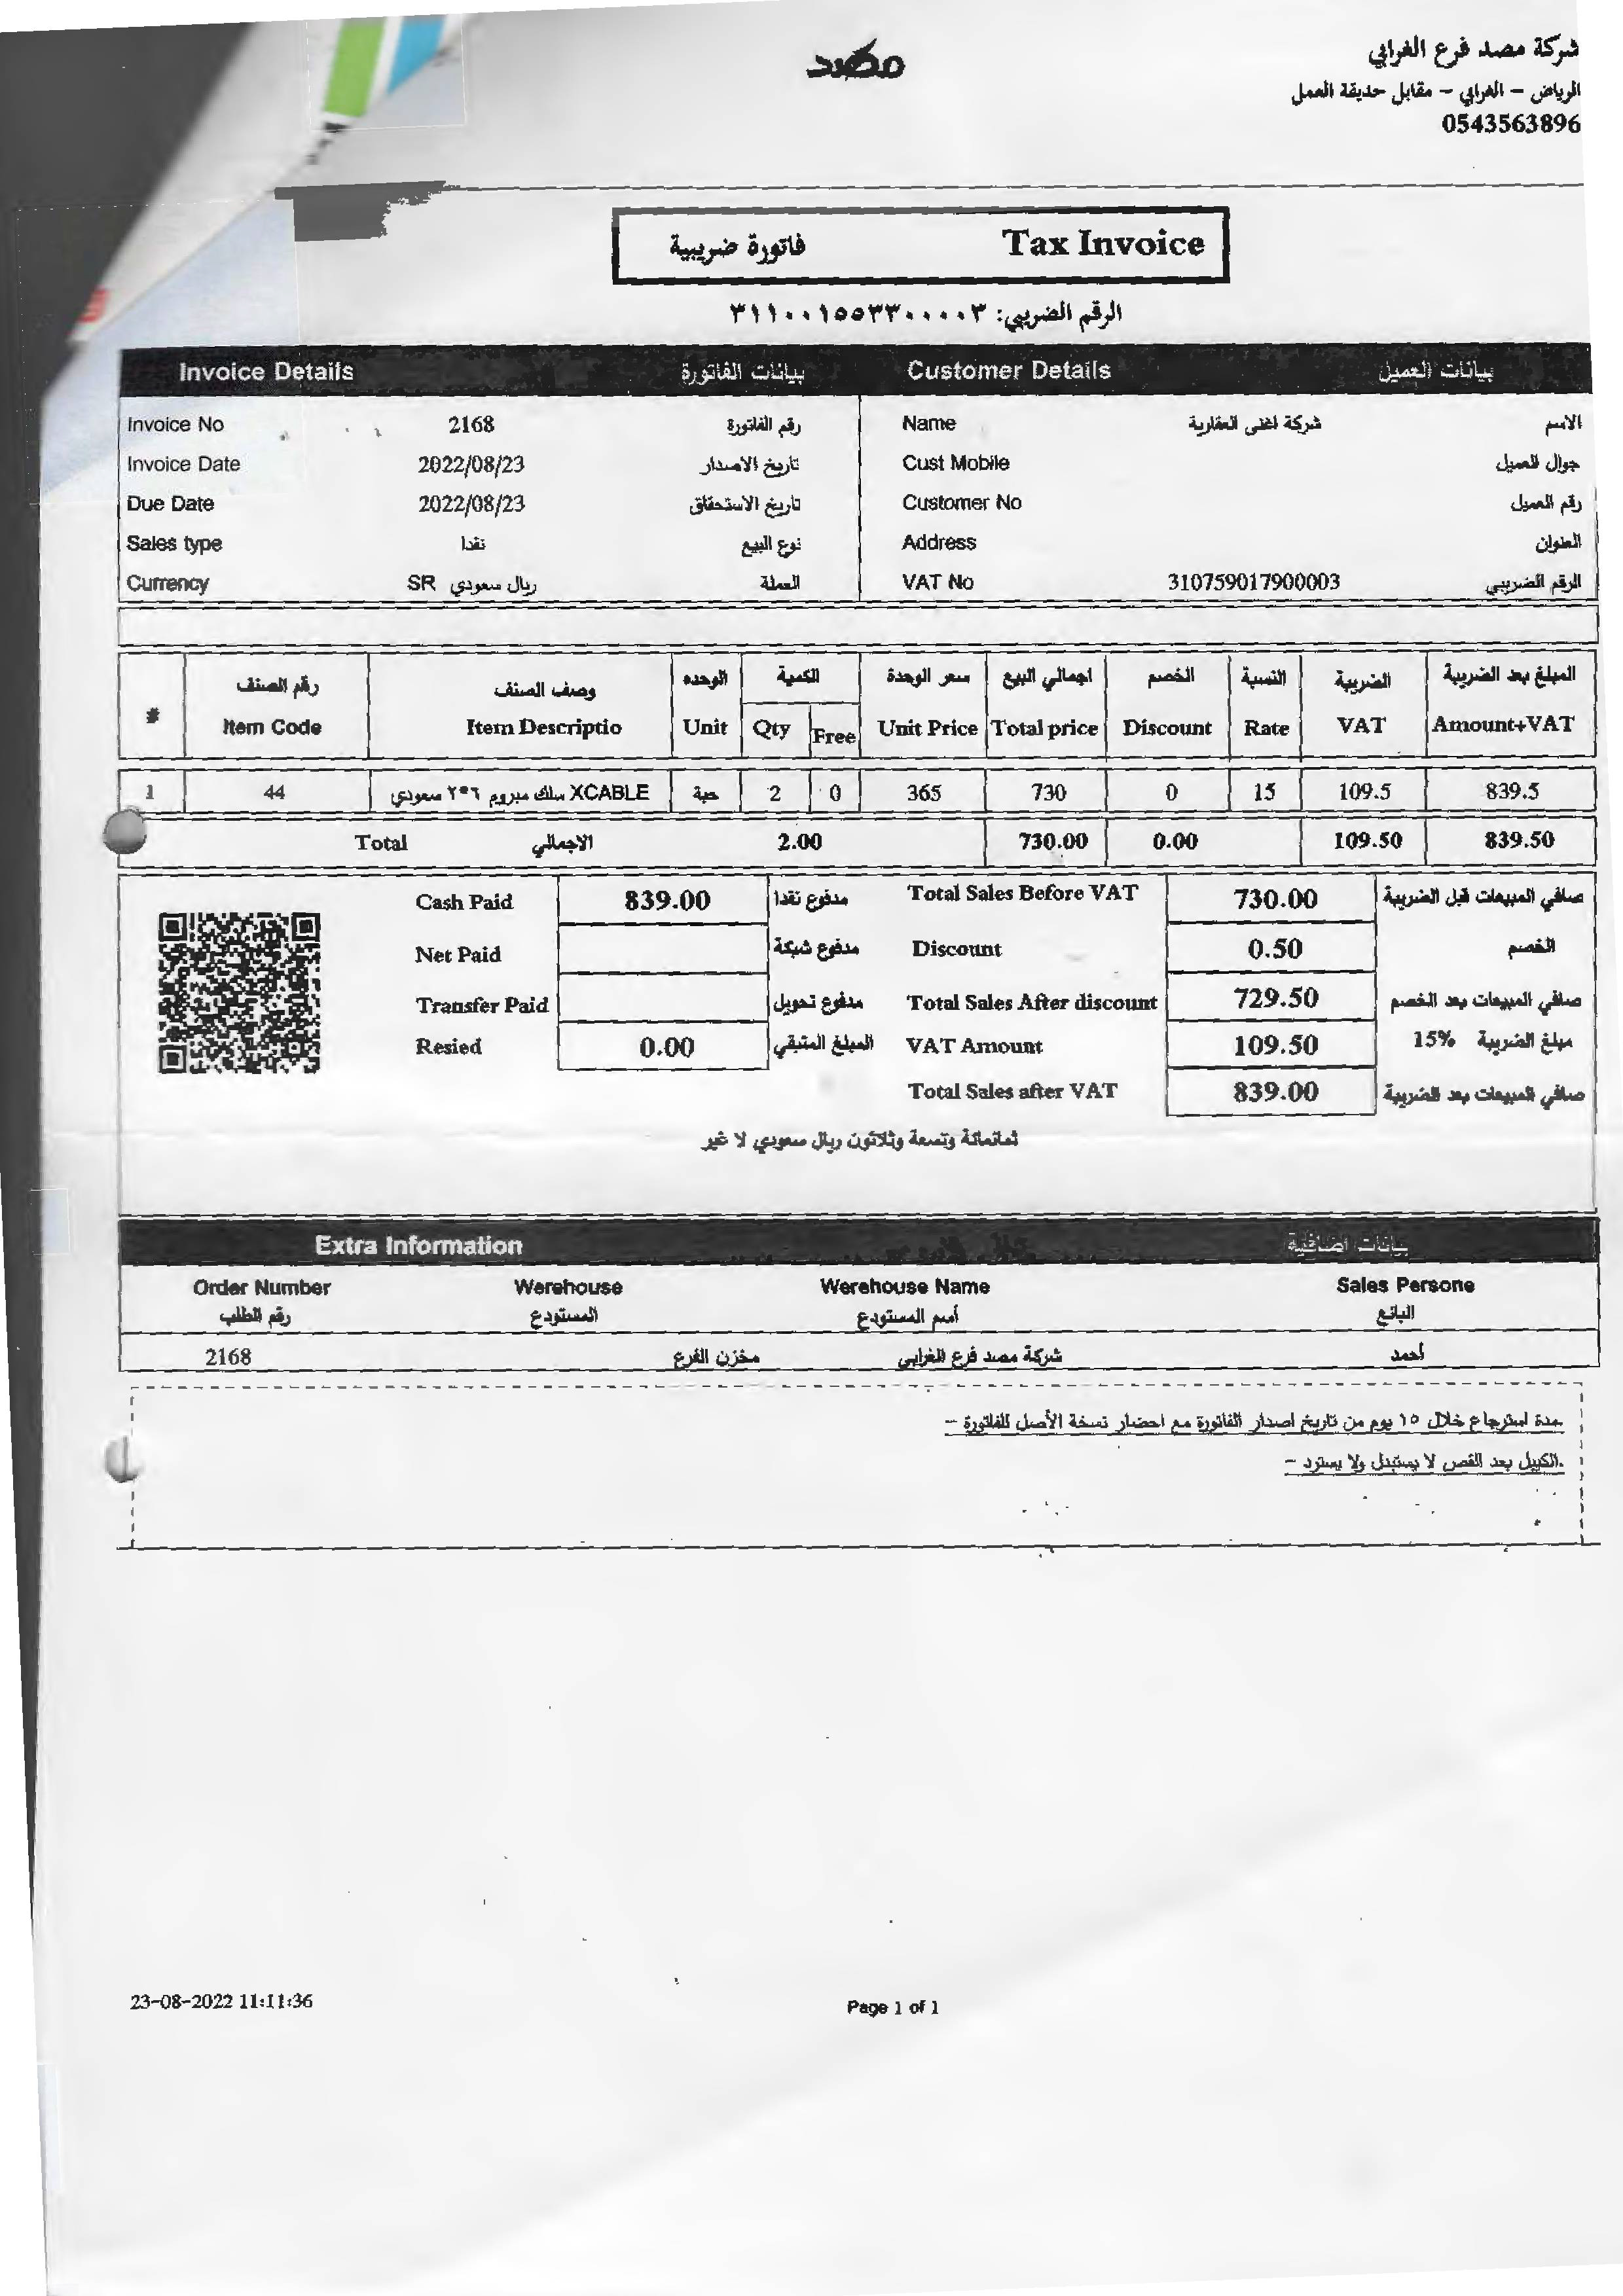 مصدد
شركة مصد فرع الغرابي
الرياض – الغرابي – مقابل حديقة العمل
0543563896
فاتورة ضريبية Tax Invoice
الرقم الضريبي: ٣١١٠٠١٥٥٣٣٠٠٠٠٣
Invoice Details بيانات الفاتورة Customer Details بيانات العميل
Invoice No 2168 رقم الفاتورة Name شركة اغنى العقارية الاسم
Invoice Date 2022/08/23 تاريخ الاصدار Cust Mobile جوال العميل
Due Date 2022/08/23 تاريخ الاستحقاق Customer No رقم العميل
Sales type نقدا نوع البيع Address العنوان
Currency SR ريال سعودي العملة VAT No 310759017900003 الرقم الضريبي
# رقم الصنف وصف الصنف الوحده الكمية سعر الوحدة اجمالي البيع الخصم النسبة الضريبة المبلغ بعد الضريبة
Item Code Item Descriptio Unit Qty Free Unit Price Total price Discount Rate VAT Amount+VAT
1 44 سلك مبروم ٦*٢ سعودي XCABLE حبة 2 0 365 730 0 15 109.5 839.5
Total الاجمالي 2.00 730.00 0.00 109.50 839.50
Cash Paid 839.00 مدفوع نقدا Total Sales Before VAT 730.00 صافي المبيعات قبل الضريبة
Net Paid مدفوع شبكة Discount 0.50 الخصم
Transfer Paid مدفوع تحويل Total Sales After discount 729.50 صافي المبيعات بعد الخصم
Resied 0.00 المبلغ المتبقي VAT Amount 109.50 مبلغ الضريبة 15%
Total Sales after VAT 839.00 صافي المبيعات بعد الضريبة
ثمانمائة وتسعة وثلاثون ريال سعودي لا غير
Extra Information بيانات اضافية
Order Number Warehouse Werehouse Name Sales Persone
رقم الطلب المستودع أسم المستودع البائع
2168 مخزن الفرع شركة مصد فرع الغرابي أحمد
مدة استرجاع خلال ١٥ يوم من تاريخ اصدار الفاتورة مع احضار نسخة الأصل للفاتورة –
.الكيبل بعد القص لا يستبدل ولا يسترد –
23-08-2022 11:11:36 Page 1 of 1